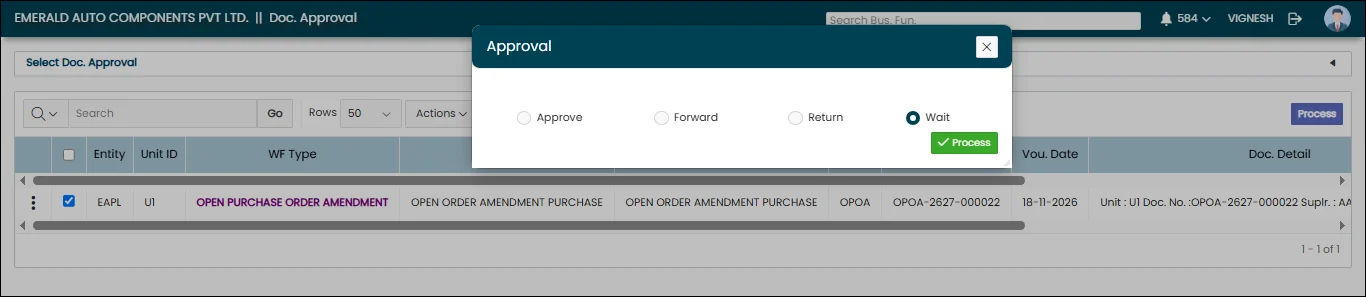 EMERALD AUTO COMPONENTS PVT LTD. || Doc. Approval
Search Bus. Fun.
584
VIGNESH
Approval
Select Doc. Approval
Search
Go
Rows
50
Actions
Approve
Forward
Return
Wait
Process
Process
Entity
Unit ID
WF Type
Vou. Date
Doc. Detail
EAPL
U1
OPEN PURCHASE ORDER AMENDMENT
OPEN ORDER AMENDMENT PURCHASE
OPEN ORDER AMENDMENT PURCHASE
OPOA
OPOA-2627-000022
18-11-2026
Unit : U1 Doc. No. :OPOA-2627-000022 Suplr. : AA
1 - 1 of 1